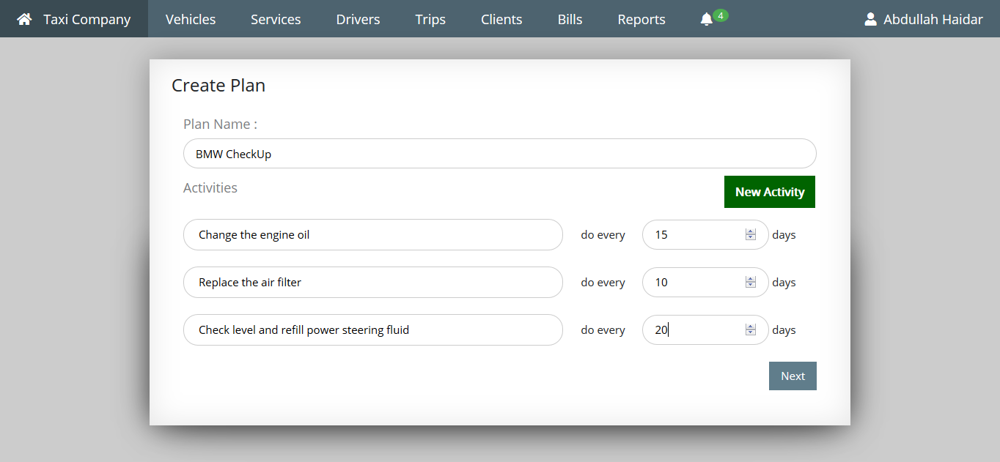 Taxi Company Vehicles Services Drivers Trips Clients Bills Reports 4 Abdullah Haidar
Create Plan
Plan Name :
BMW CheckUp
Activities New Activity
Change the engine oil do every 15 days
Replace the air filter do every 10 days
Check level and refill power steering fluid do every 20 days
Next